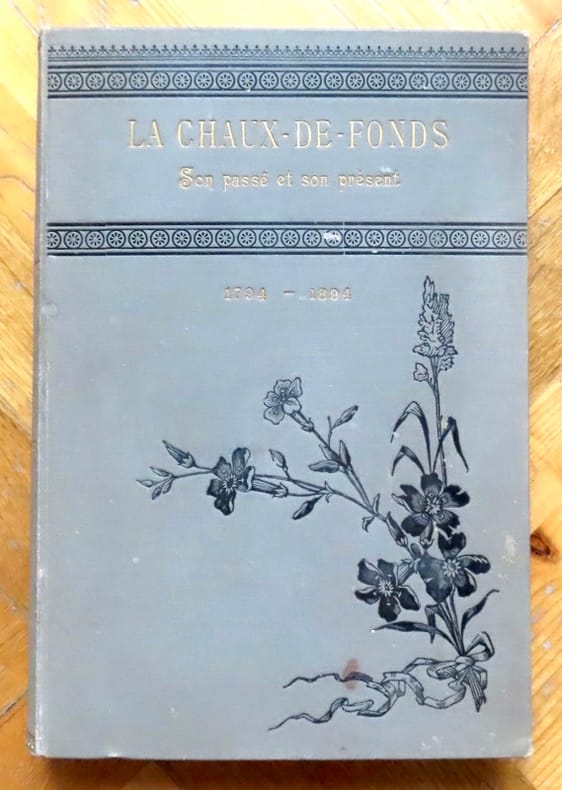 LA CHAUX-DE-FONDS
Son passé et son présent
1794 - 1894